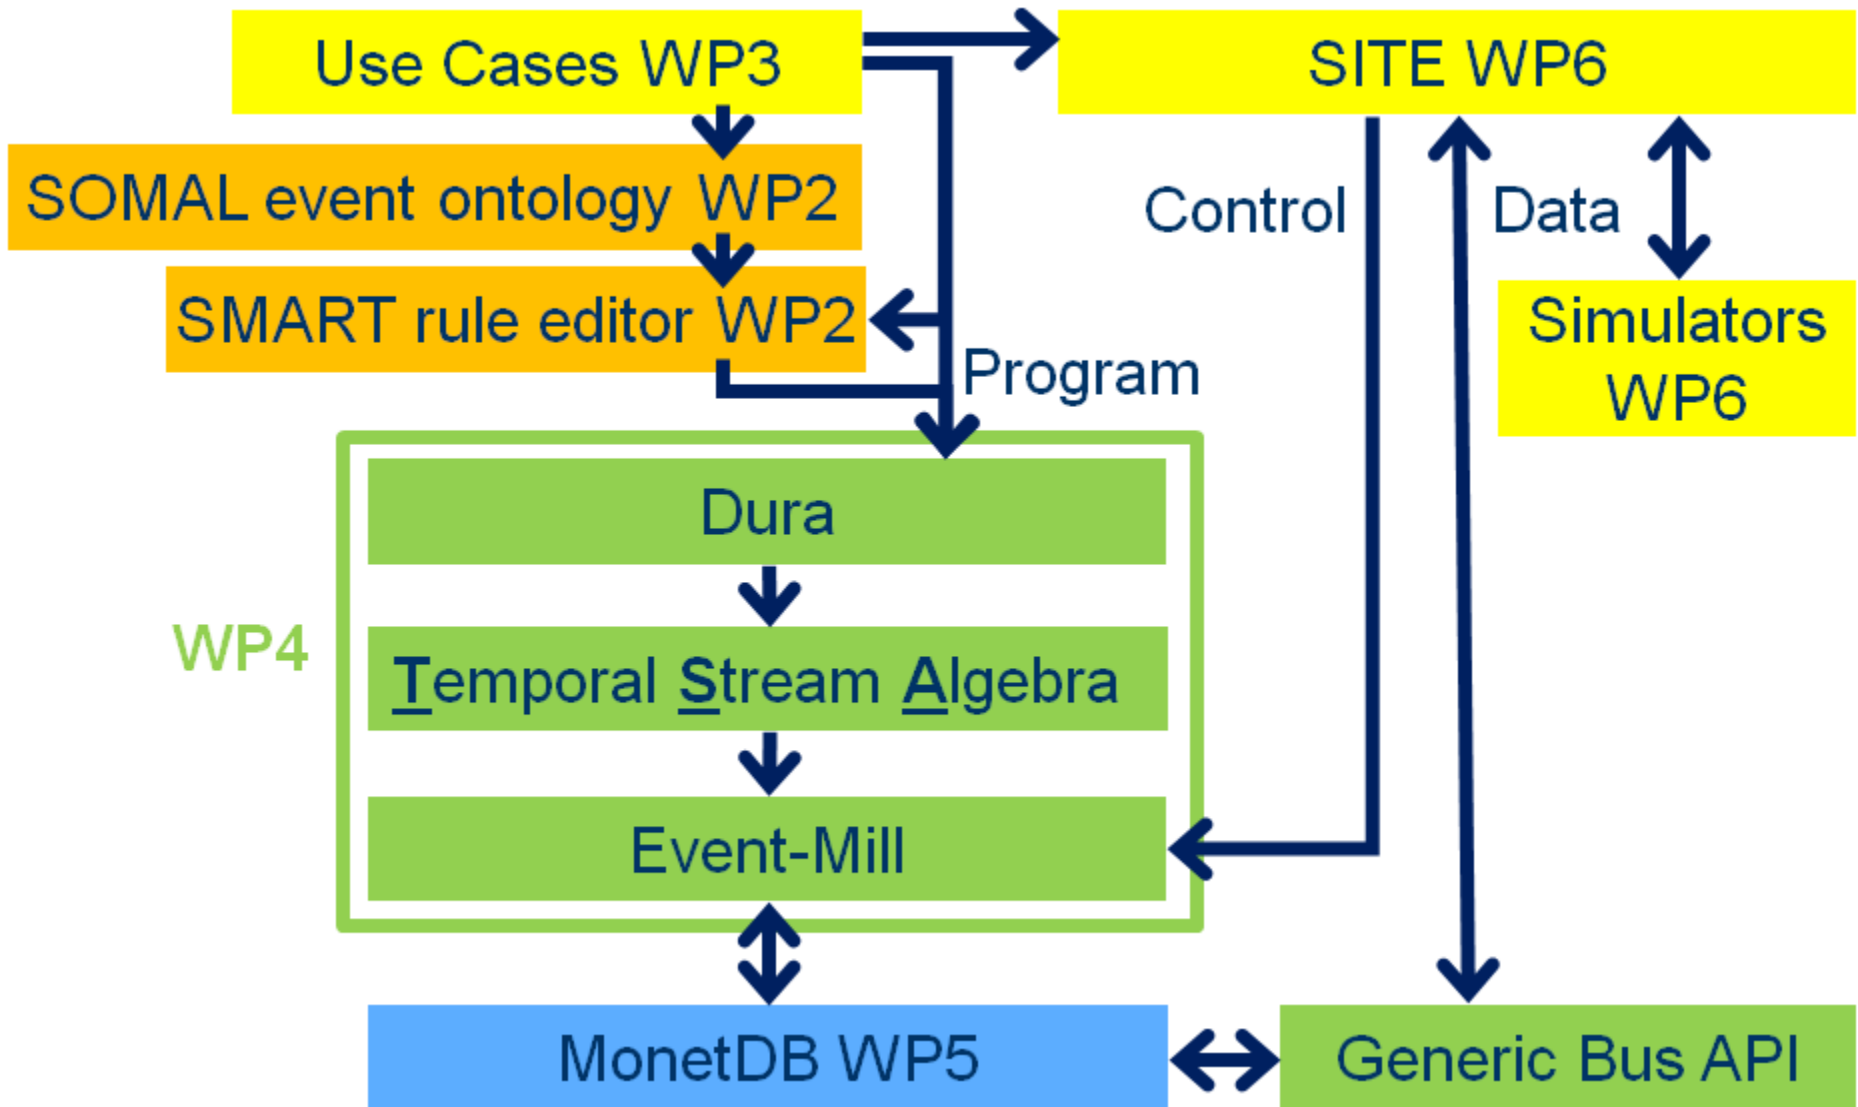 Use Cases WP3
SITE WP6
SOMAL event ontology WP2
Control
Data
SMART rule editor WP2
Simulators
WP6
Program
Dura
WP4
Temporal Stream Algebra
Event-Mill
MonetDB WP5
Generic Bus API